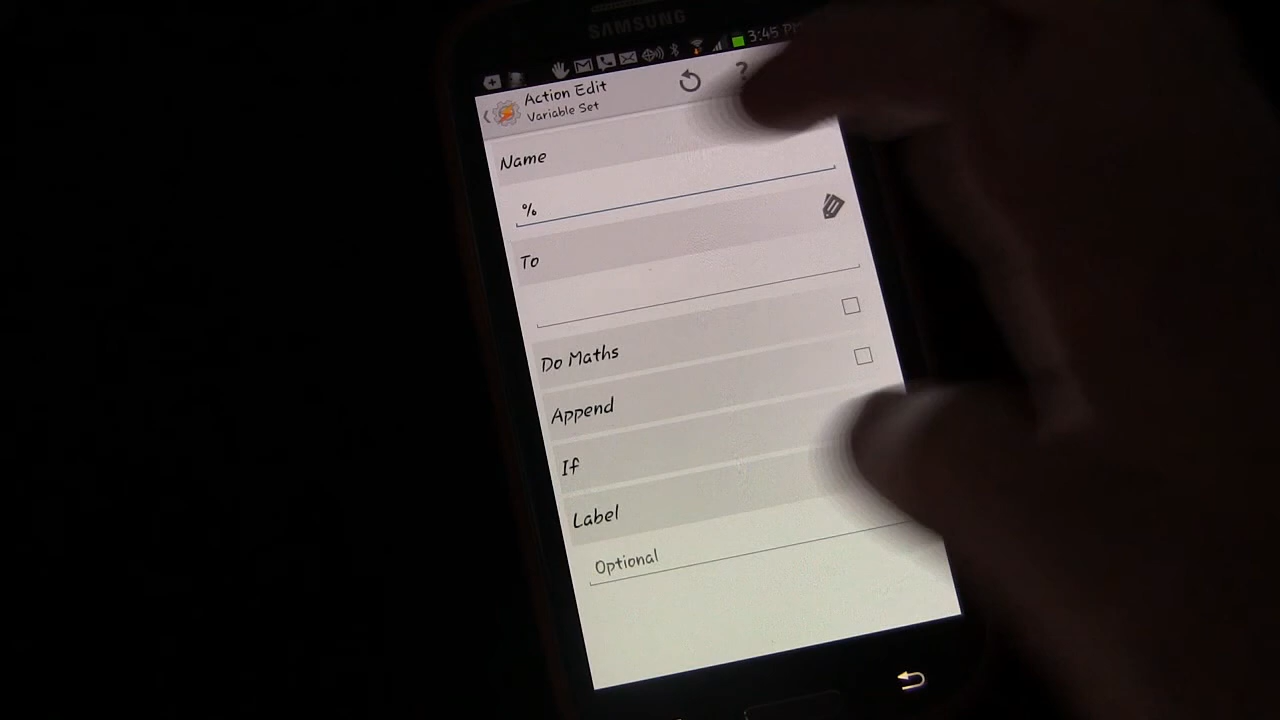 SAMSUNG
3:45 PM
Action Edit
?
Variable Set
Name
%
To
Do Maths
Append
If
Label
Optional